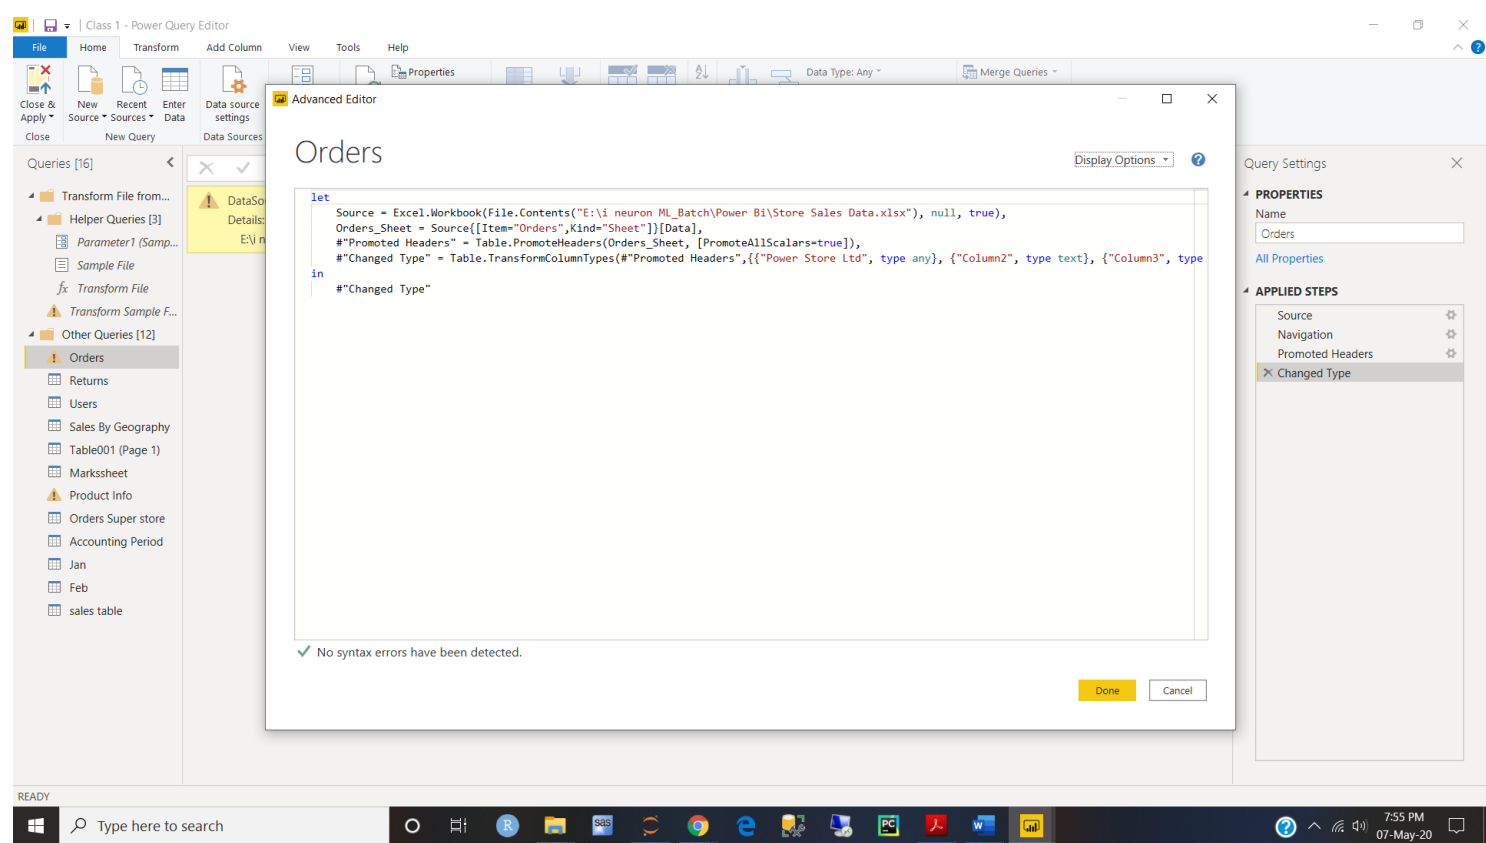 Class 1 - Power Query Editor
File Home Transform Add Column View Tools Help
Close & Apply
New Source
Recent Sources
Enter Data
Data source settings
Properties
Data Type: Any
Merge Queries
Close
New Query
Data Sources
Queries [16]
Transform File from...
Helper Queries [3]
Parameter1 (Samp...
Sample File
fx Transform File
Transform Sample F...
Other Queries [12]
Orders
Returns
Users
Sales By Geography
Table001 (Page 1)
Markssheet
Product Info
Orders Super store
Accounting Period
Jan
Feb
sales table
DataSo
Details:
E:\i n
Advanced Editor
Orders
Display Options
let
Source = Excel.Workbook(File.Contents("E:\i neuron ML_Batch\Power Bi\Store Sales Data.xlsx"), null, true),
Orders_Sheet = Source{[Item="Orders",Kind="Sheet"]}[Data],
#"Promoted Headers" = Table.PromoteHeaders(Orders_Sheet, [PromoteAllScalars=true]),
#"Changed Type" = Table.TransformColumnTypes(#"Promoted Headers",{{"Power Store Ltd", type any}, {"Column2", type text}, {"Column3", type
in
#"Changed Type"
No syntax errors have been detected.
Done
Cancel
Query Settings
PROPERTIES
Name
Orders
All Properties
APPLIED STEPS
Source
Navigation
Promoted Headers
Changed Type
READY
Type here to search
R
sas
PC
W
7:55 PM
07-May-20